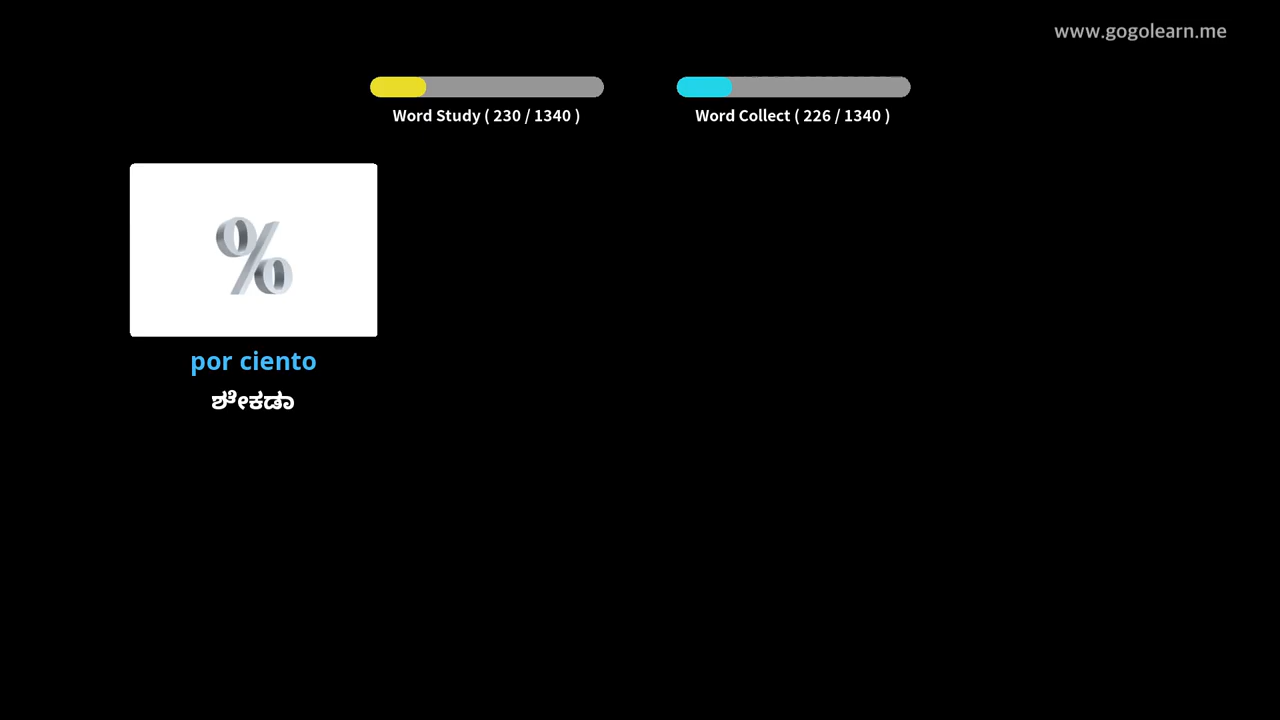 www.gogolearn.me
Word Study ( 230 / 1340 )
Word Collect ( 226 / 1340 )
%
por ciento
ಶೇಕಡಾ